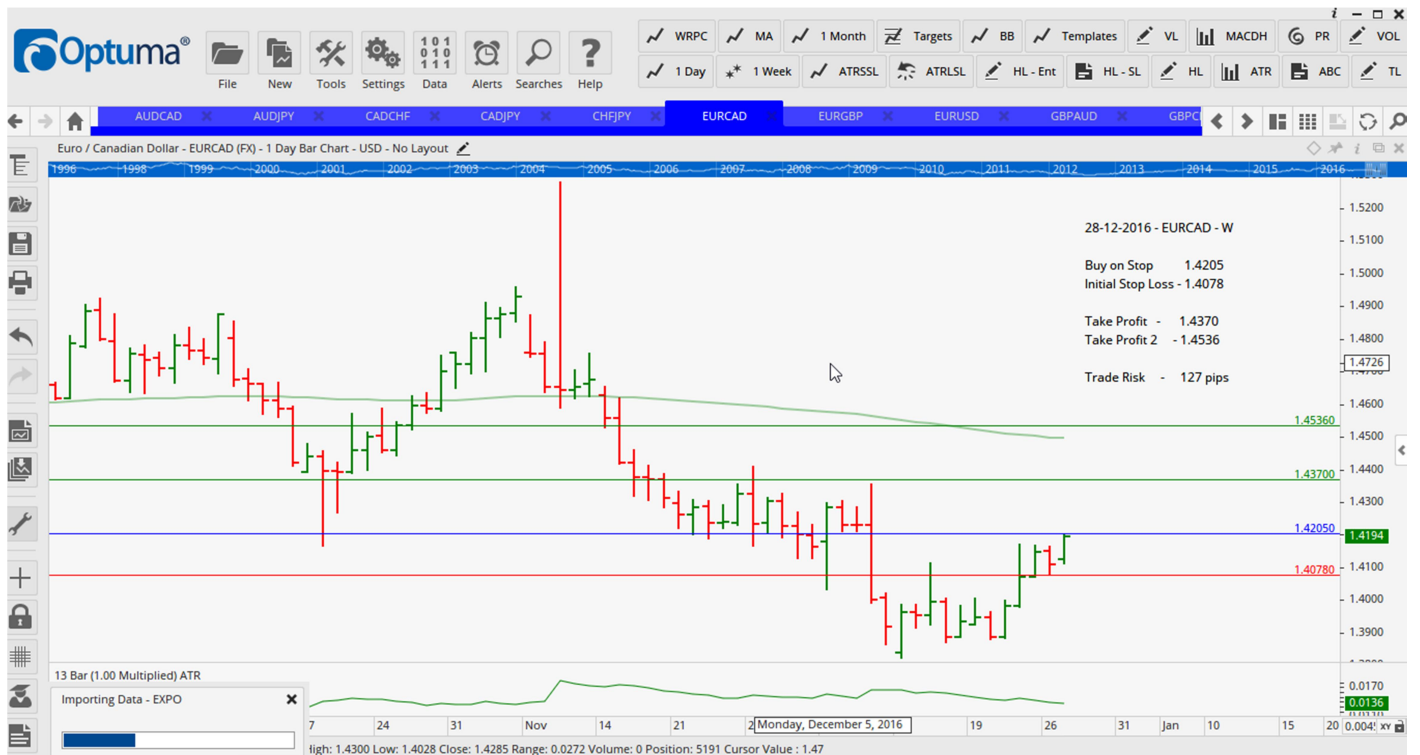 i
Optuma®
File
New
Tools
Settings
101 010 111
Data
Alerts
Searches
Help
WRPC
MA
1 Month
Targets
BB
Templates
VL
MACDH
PR
VOL
1 Day
1 Week
ATRSSL
ATRLSL
HL - Ent
HL - SL
HL
ATR
ABC
TL
AUDCAD
AUDJPY
CADCHF
CADJPY
CHFJPY
EURCAD
EURGBP
EURUSD
GBPAUD
Euro / Canadian Dollar - EURCAD (FX) - 1 Day Bar Chart - USD - No Layout
1996 1998 1999 2000 2001 2002 2003 2004 2005 2006 2007 2008 2009 2010 2011 2012 2013 2014 2015 2016
28-12-2016 - EURCAD - W
Buy on Stop 1.4205
Initial Stop Loss - 1.4078
Take Profit - 1.4370
Take Profit 2 - 1.4536
Trade Risk - 127 pips
1.5200
1.5100
1.5000
1.4900
1.4800
1.4726
1.4600
1.4500
1.4400
1.4300
1.4194
1.4100
1.4000
1.3900
1.45360
1.43700
1.42050
1.40780
13 Bar (1.00 Multiplied) ATR
0.0170
0.0136
Importing Data - EXPO
7 24 31 Nov 14 21 Monday, December 5, 2016 19 26 31 Jan 10 15 20
XY
High: 1.4300 Low: 1.4028 Close: 1.4285 Range: 0.0272 Volume: 0 Position: 5191 Cursor Value : 1.47